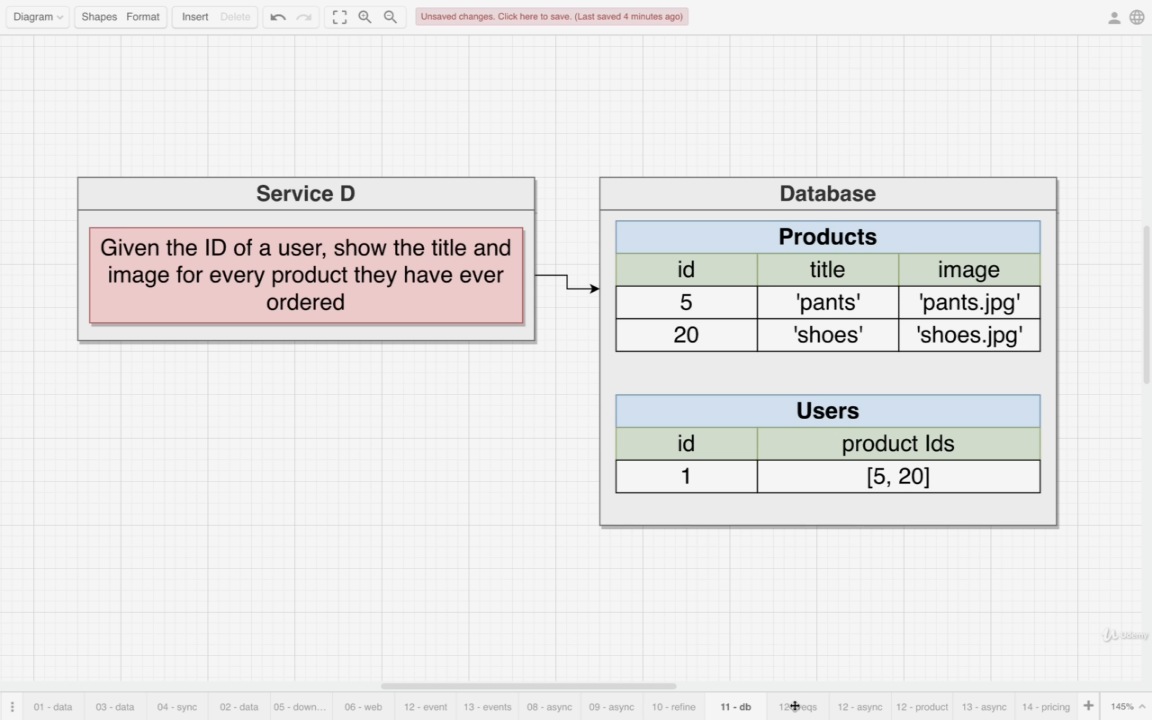 Diagram
Shapes
Format
Insert
Delete
Unsaved changes. Click here to save. (Last saved 4 minutes ago)
Service D
Given the ID of a user, show the title and
image for every product they have ever
ordered
Database
Products
id title image
5 'pants' 'pants.jpg'
20 'shoes' 'shoes.jpg'
Users
id product Ids
1 [5, 20]
Udemy
01 - data
03 - data
04 - sync
02 - data
05 - down...
06 - web
12 - event
13 - events
08 - async
09 - async
10 - refine
11 - db
12 - async
12 - product
13 - async
14 - pricing
145%